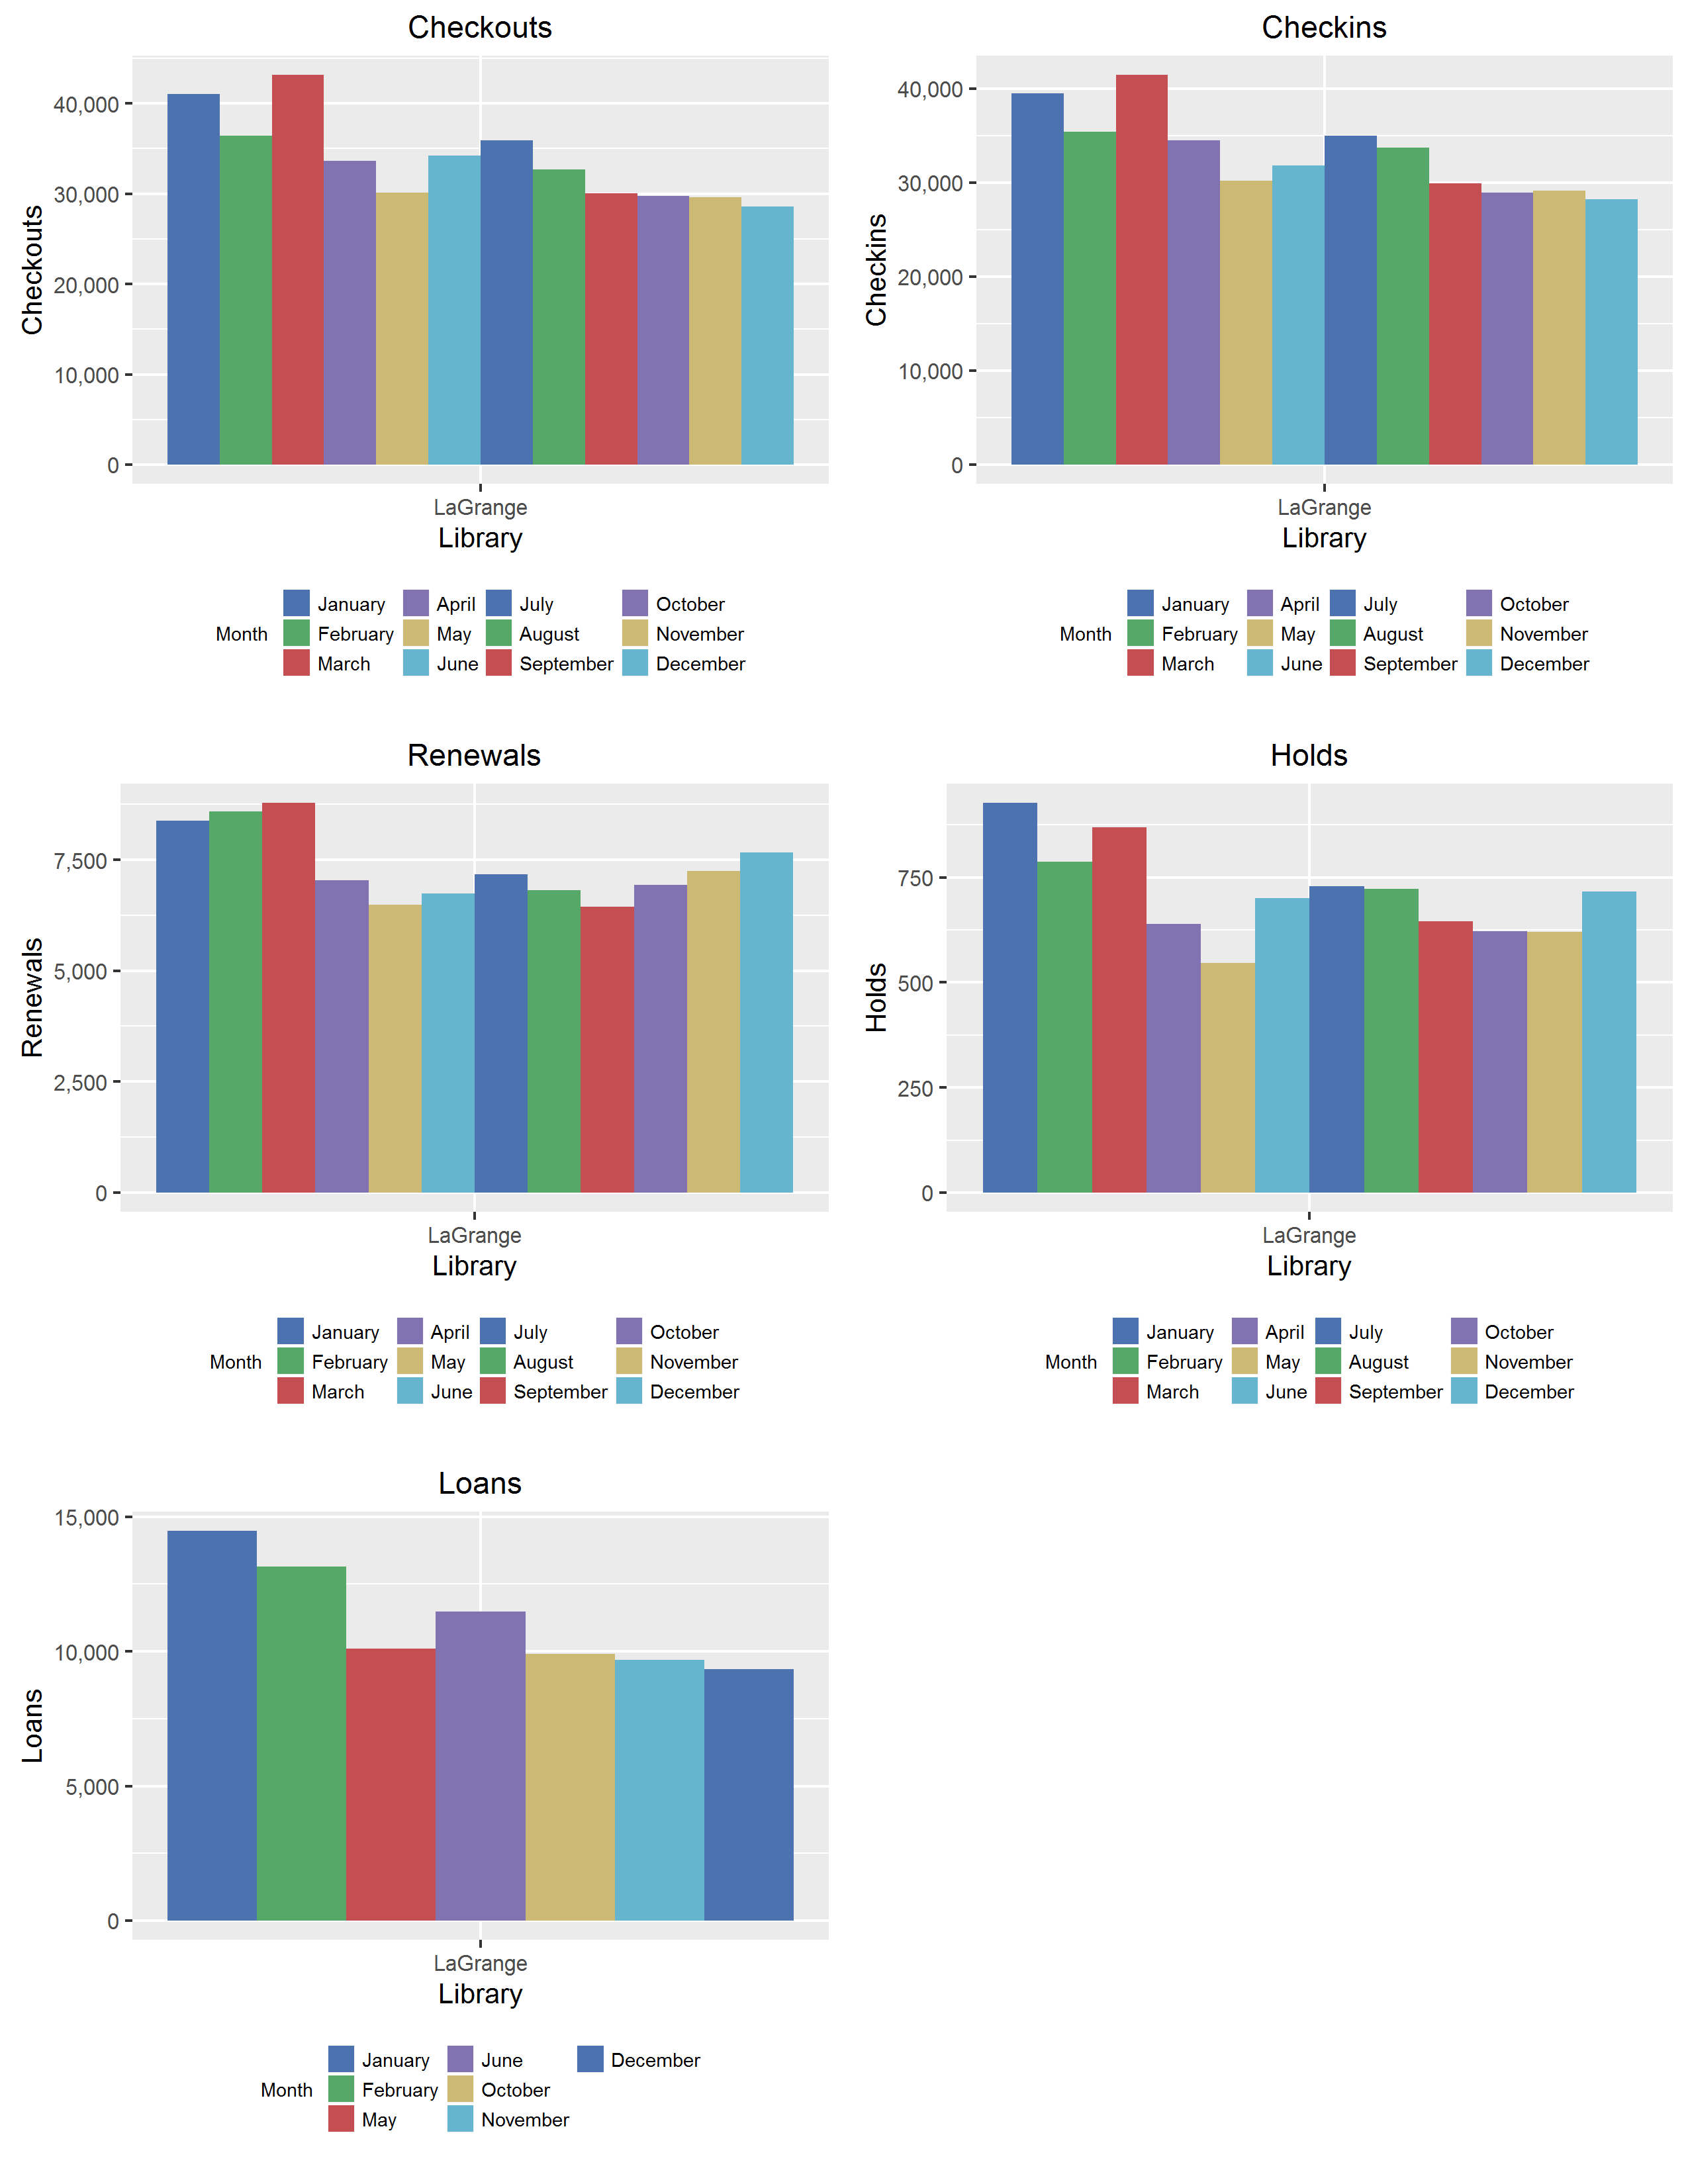 Checkouts
Checkouts
40,000
30,000
20,000
10,000
0
LaGrange
Library
Month
January April July October
February May August November
March June September December
Checkins
Checkins
40,000
30,000
20,000
10,000
0
LaGrange
Library
Month
January April July October
February May August November
March June September December
Renewals
Renewals
7,500
5,000
2,500
0
LaGrange
Library
Month
January April July October
February May August November
March June September December
Holds
Holds
750
500
250
0
LaGrange
Library
Month
January April July October
February May August November
March June September December
Loans
Loans
15,000
10,000
5,000
0
LaGrange
Library
Month
January June December
February October
May November